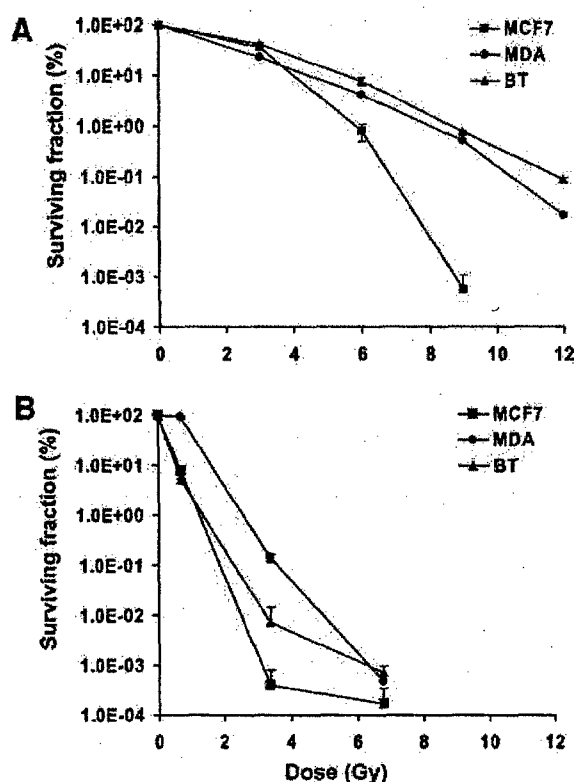 A
MCF7
MDA
BT
Surviving fraction (%)
1.0E+02
1.0E+01
1.0E+00
1.0E-01
1.0E-02
1.0E-03
1.0E-04
0 2 4 6 8 10 12
B
MCF7
MDA
BT
Surviving fraction (%)
1.0E+02
1.0E+01
1.0E+00
1.0E-01
1.0E-02
1.0E-03
1.0E-04
0 2 4 6 8 10 12
Dose (Gy)